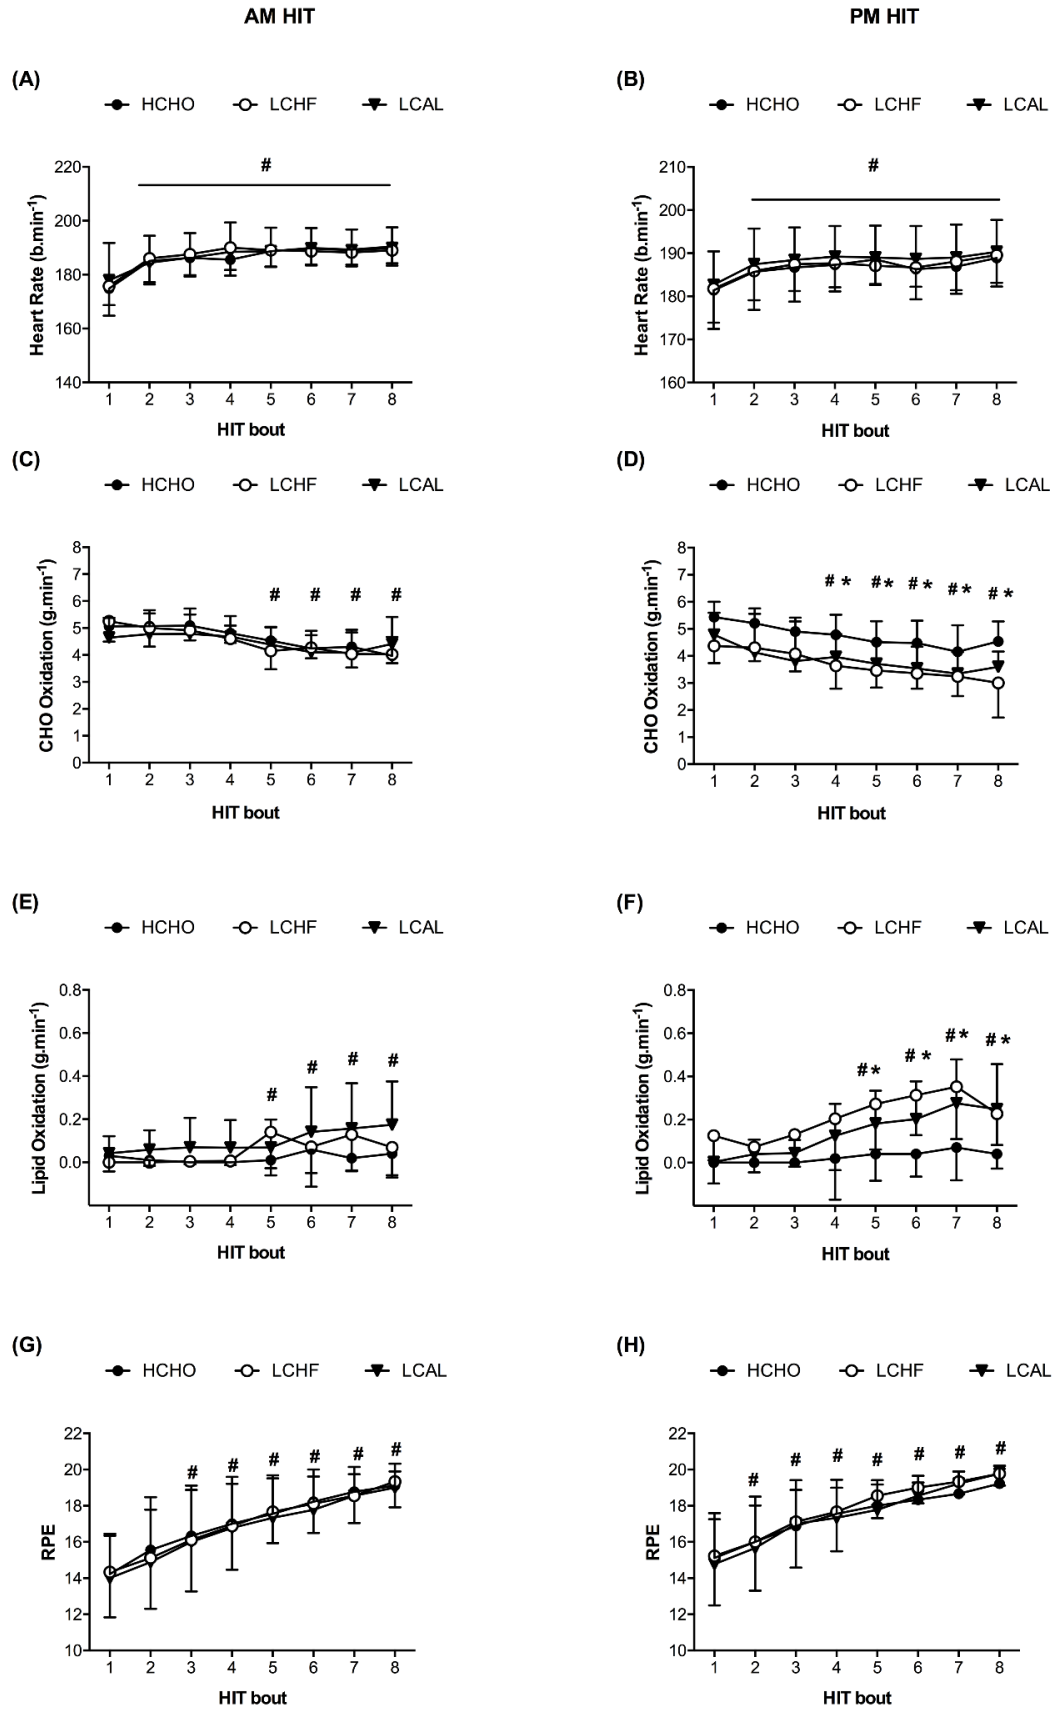 AM HIT
PM HIT
(A)
HCHO LCHF LCAL
#
Heart Rate (b.min⁻¹)
220
200
180
160
140
1 2 3 4 5 6 7 8
HIT bout
(B)
HCHO LCHF LCAL
#
Heart Rate (b.min⁻¹)
210
200
190
180
170
160
1 2 3 4 5 6 7 8
HIT bout
(C)
HCHO LCHF LCAL
# # # #
CHO Oxidation (g.min⁻¹)
8
7
6
5
4
3
2
1
0
1 2 3 4 5 6 7 8
HIT bout
(D)
HCHO LCHF LCAL
# * # * # * # * # *
CHO Oxidation (g.min⁻¹)
8
7
6
5
4
3
2
1
0
1 2 3 4 5 6 7 8
HIT bout
(E)
HCHO LCHF LCAL
# # # #
Lipid Oxidation (g.min⁻¹)
0.8
0.6
0.4
0.2
0.0
1 2 3 4 5 6 7 8
HIT bout
(F)
HCHO LCHF LCAL
# * # * # * # *
Lipid Oxidation (g.min⁻¹)
0.8
0.6
0.4
0.2
0.0
1 2 3 4 5 6 7 8
HIT bout
(G)
HCHO LCHF LCAL
# # # # # #
RPE
22
20
18
16
14
12
10
1 2 3 4 5 6 7 8
HIT bout
(H)
HCHO LCHF LCAL
# # # # # # #
RPE
22
20
18
16
14
12
10
1 2 3 4 5 6 7 8
HIT bout